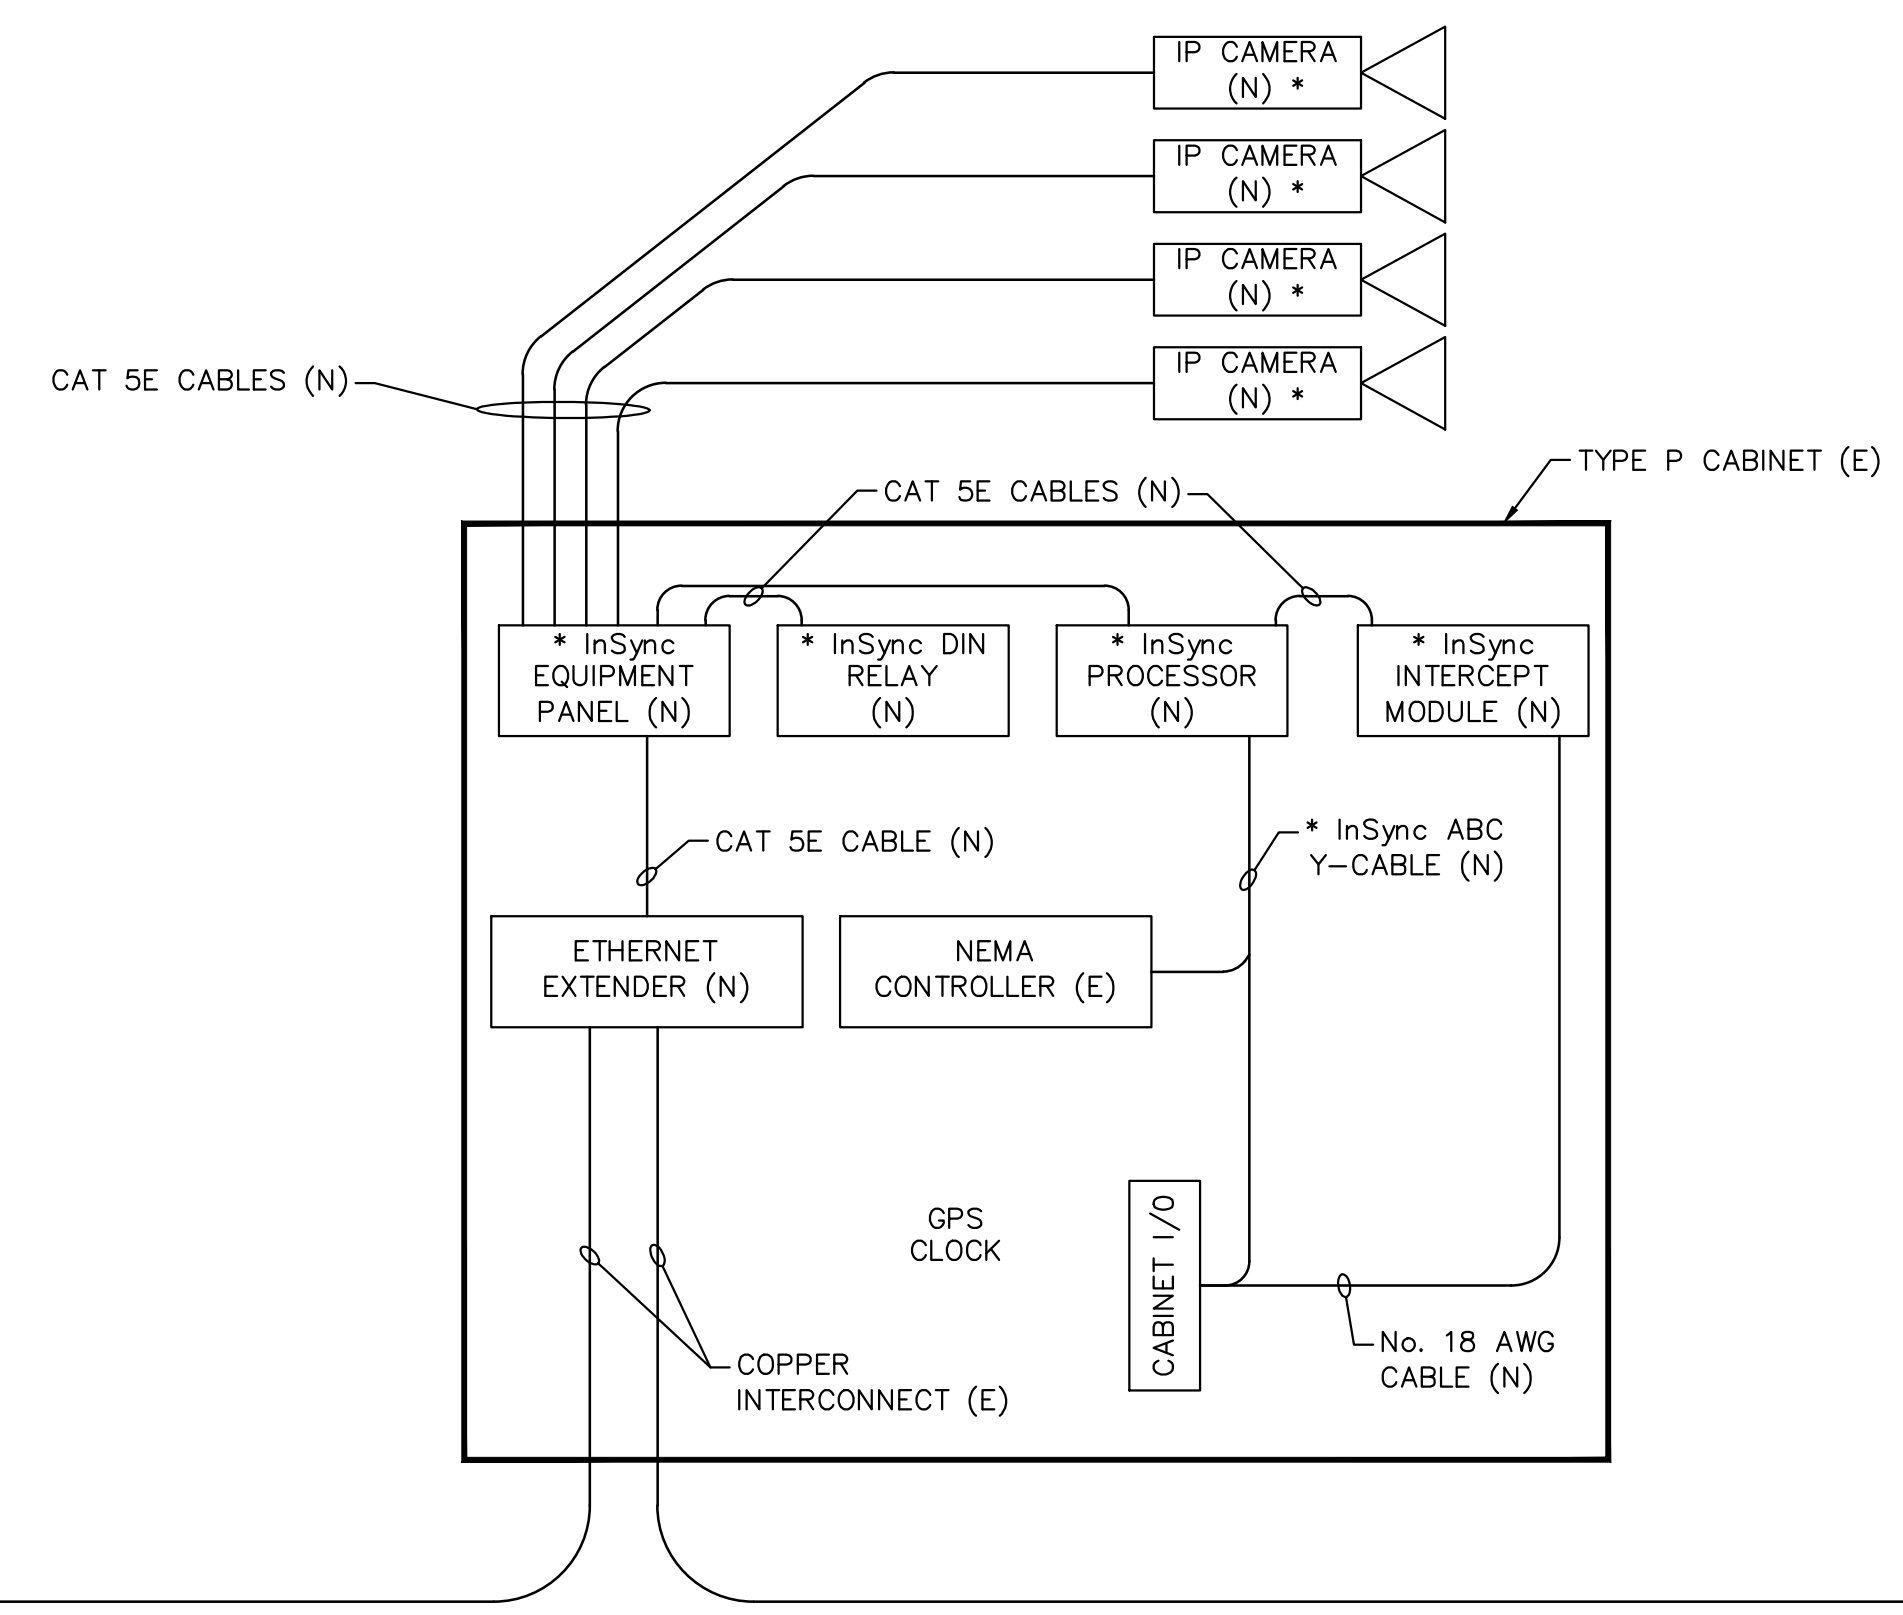 IP CAMERA
(N) *
IP CAMERA
(N) *
IP CAMERA
(N) *
IP CAMERA
(N) *
CAT 5E CABLES (N)
TYPE P CABINET (E)
CAT 5E CABLES (N)
* InSync
EQUIPMENT
PANEL (N)
* InSync DIN
RELAY
(N)
* InSync
PROCESSOR
(N)
* InSync
INTERCEPT
MODULE (N)
CAT 5E CABLE (N)
* InSync ABC
Y-CABLE (N)
ETHERNET
EXTENDER (N)
NEMA
CONTROLLER (E)
GPS
CLOCK
CABINET I/O
No. 18 AWG
CABLE (N)
COPPER
INTERCONNECT (E)